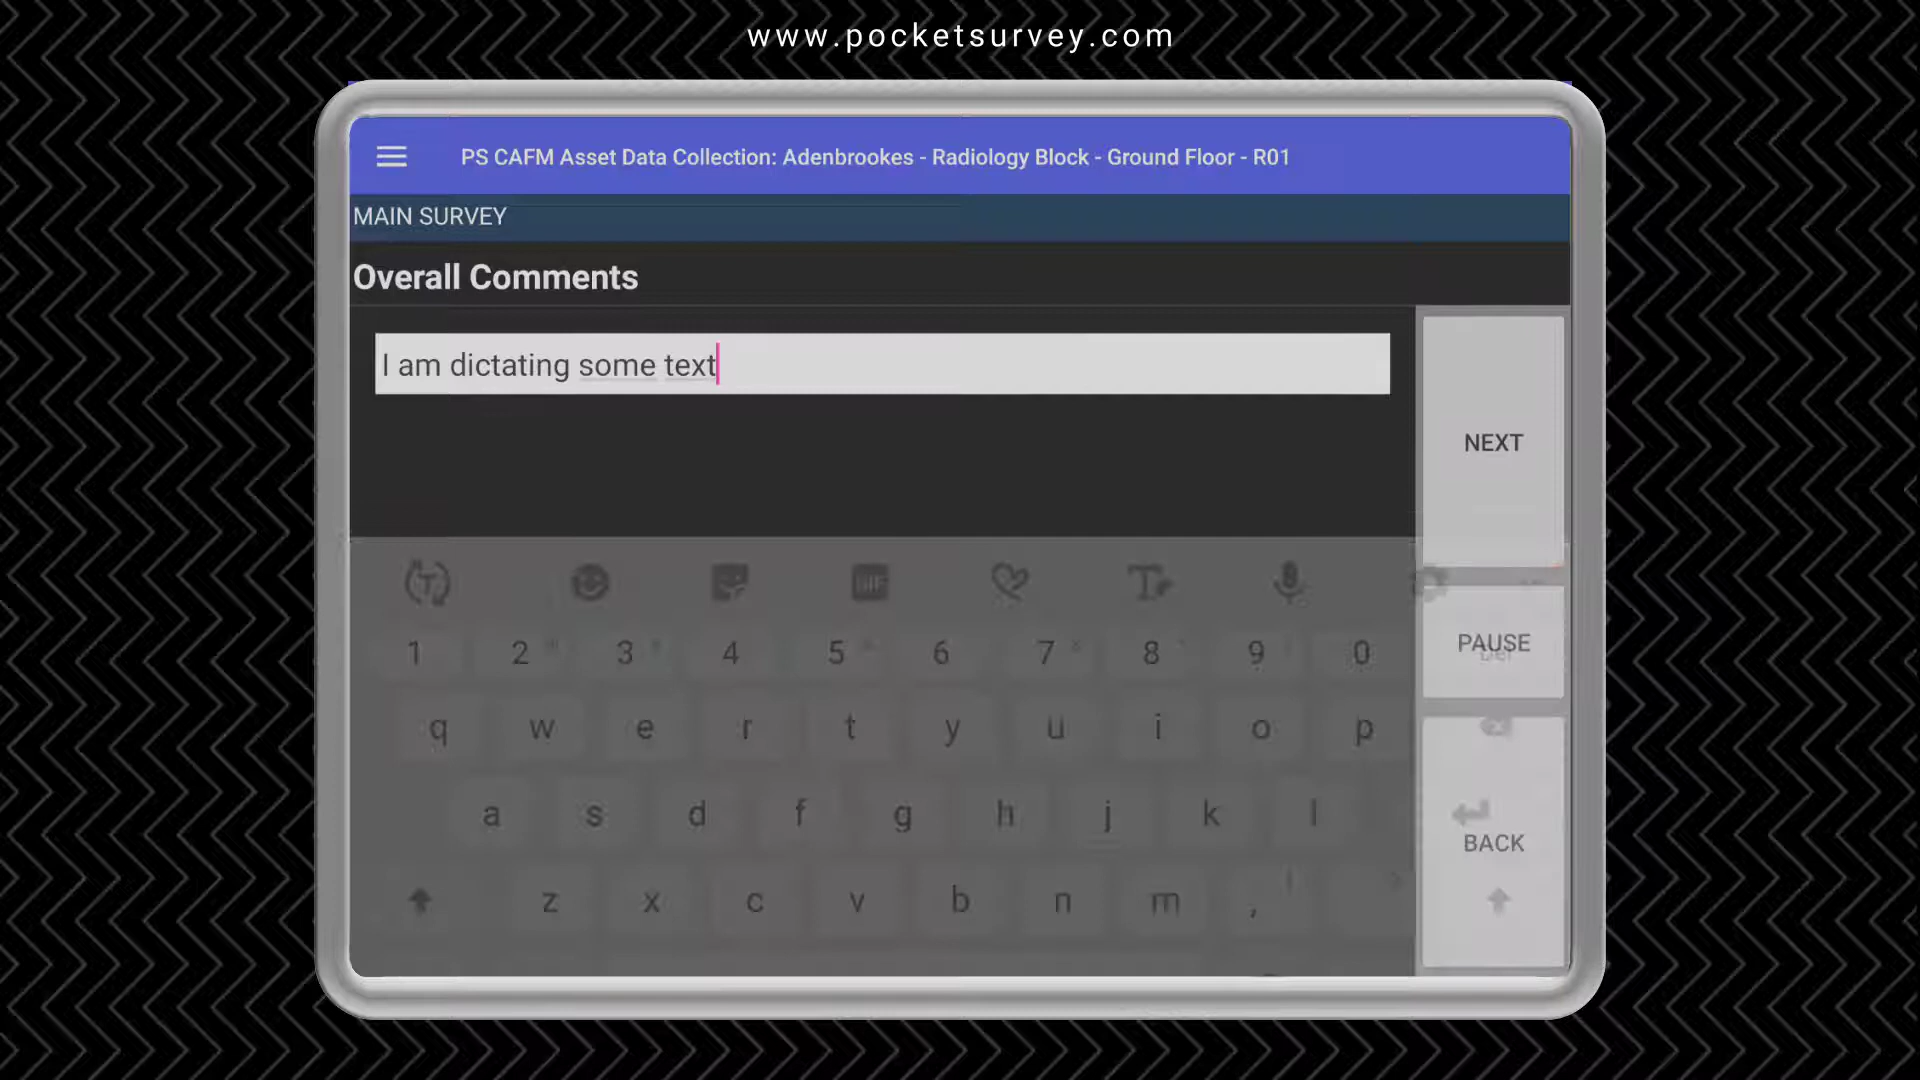 www.pocketsurvey.com
PS CAFM Asset Data Collection: Adenbrookes - Radiology Block - Ground Floor - R01
MAIN SURVEY
Overall Comments
I am dictating some text
NEXT
GIF
1 2 3 4 5 6 7 8 9 0
PAUSE
q w e r t y u i o p
a s d f g h j k l
BACK
z x c v b n m ,